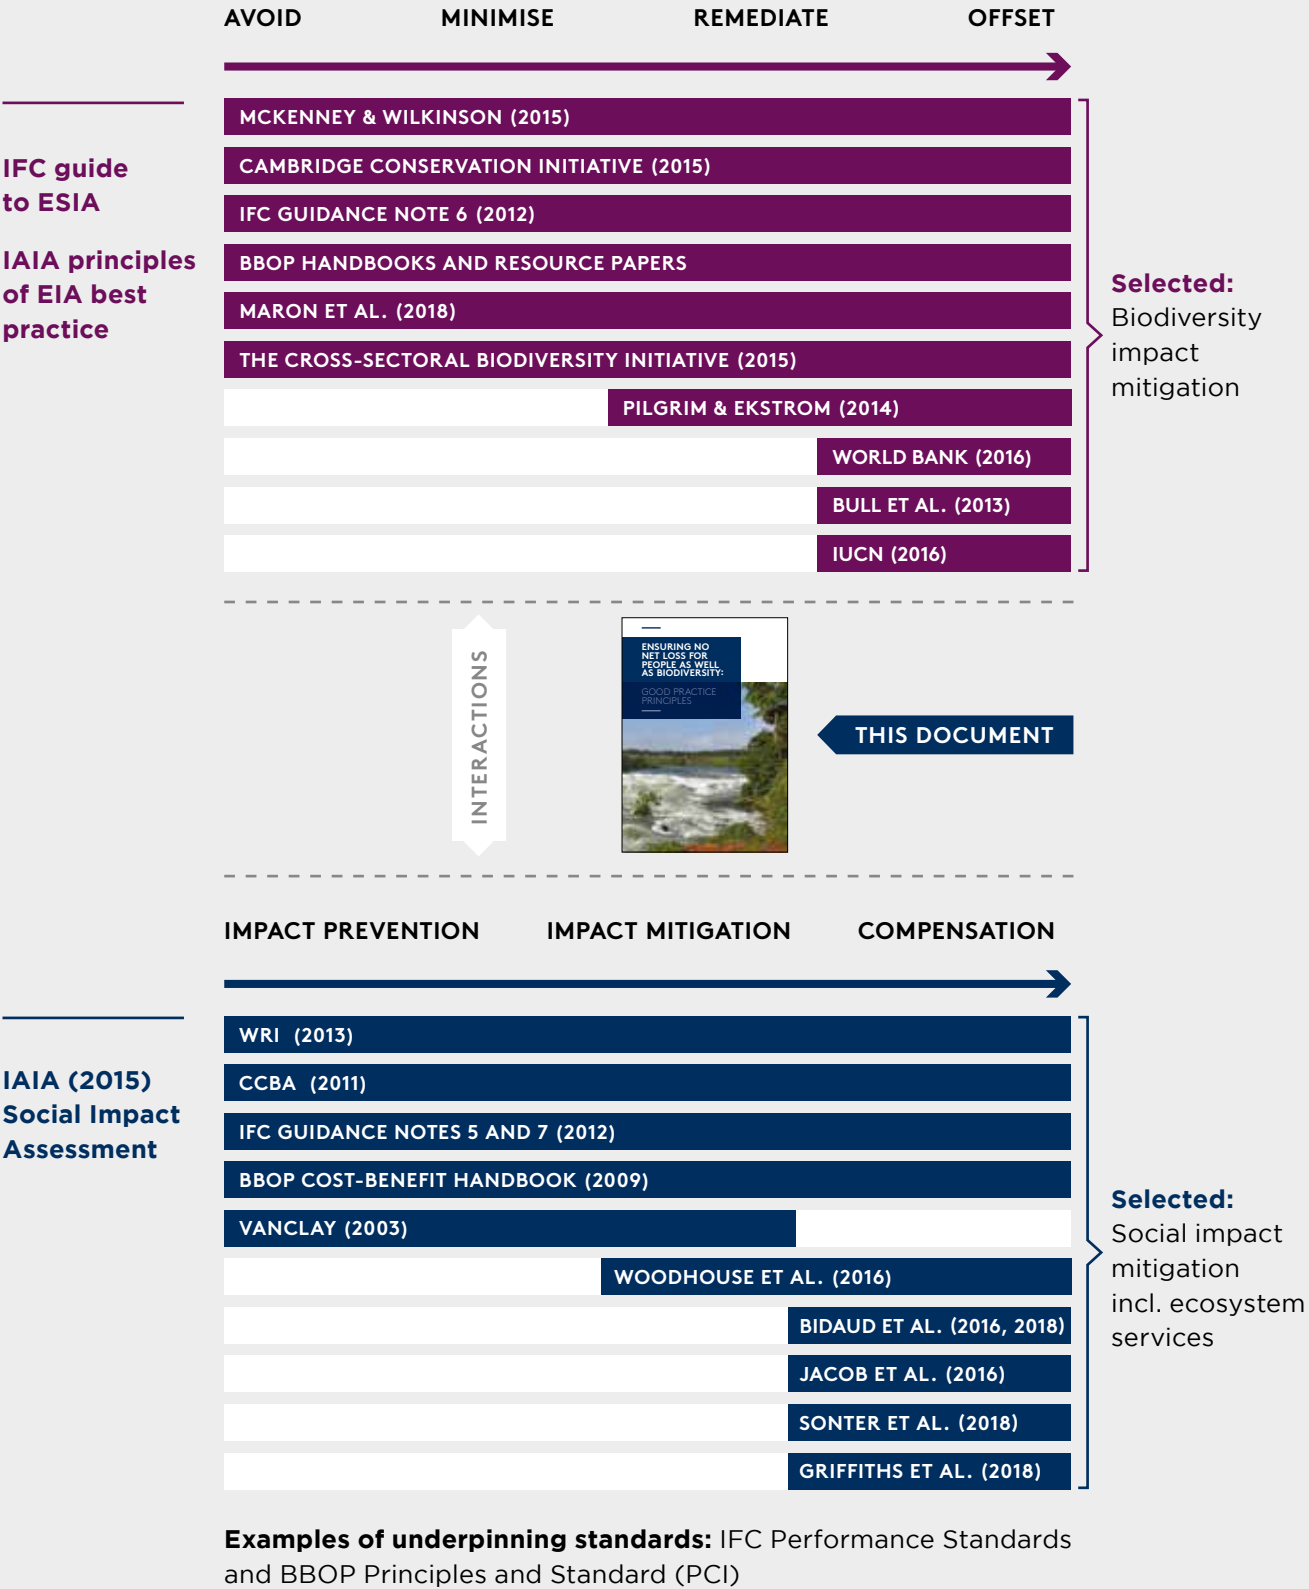 AVOID MINIMISE REMEDIATE OFFSET
IFC guide
to ESIA
IAIA principles
of EIA best
practice
MCKENNEY & WILKINSON (2015)
CAMBRIDGE CONSERVATION INITIATIVE (2015)
IFC GUIDANCE NOTE 6 (2012)
BBOP HANDBOOKS AND RESOURCE PAPERS
MARON ET AL. (2018)
THE CROSS-SECTORAL BIODIVERSITY INITIATIVE (2015)
PILGRIM & EKSTROM (2014)
WORLD BANK (2016)
BULL ET AL. (2013)
IUCN (2016)
Selected:
Biodiversity
impact
mitigation
INTERACTIONS
ENSURING NO
NET LOSS FOR
PEOPLE AS WELL
AS BIODIVERSITY:
GOOD PRACTICE
PRINCIPLES
THIS DOCUMENT
IMPACT PREVENTION IMPACT MITIGATION COMPENSATION
IAIA (2015)
Social Impact
Assessment
WRI (2013)
CCBA (2011)
IFC GUIDANCE NOTES 5 AND 7 (2012)
BBOP COST-BENEFIT HANDBOOK (2009)
VANCLAY (2003)
WOODHOUSE ET AL. (2016)
BIDAUD ET AL. (2016, 2018)
JACOB ET AL. (2016)
SONTER ET AL. (2018)
GRIFFITHS ET AL. (2018)
Selected:
Social impact
mitigation
incl. ecosystem
services
Examples of underpinning standards: IFC Performance Standards
and BBOP Principles and Standard (PCI)